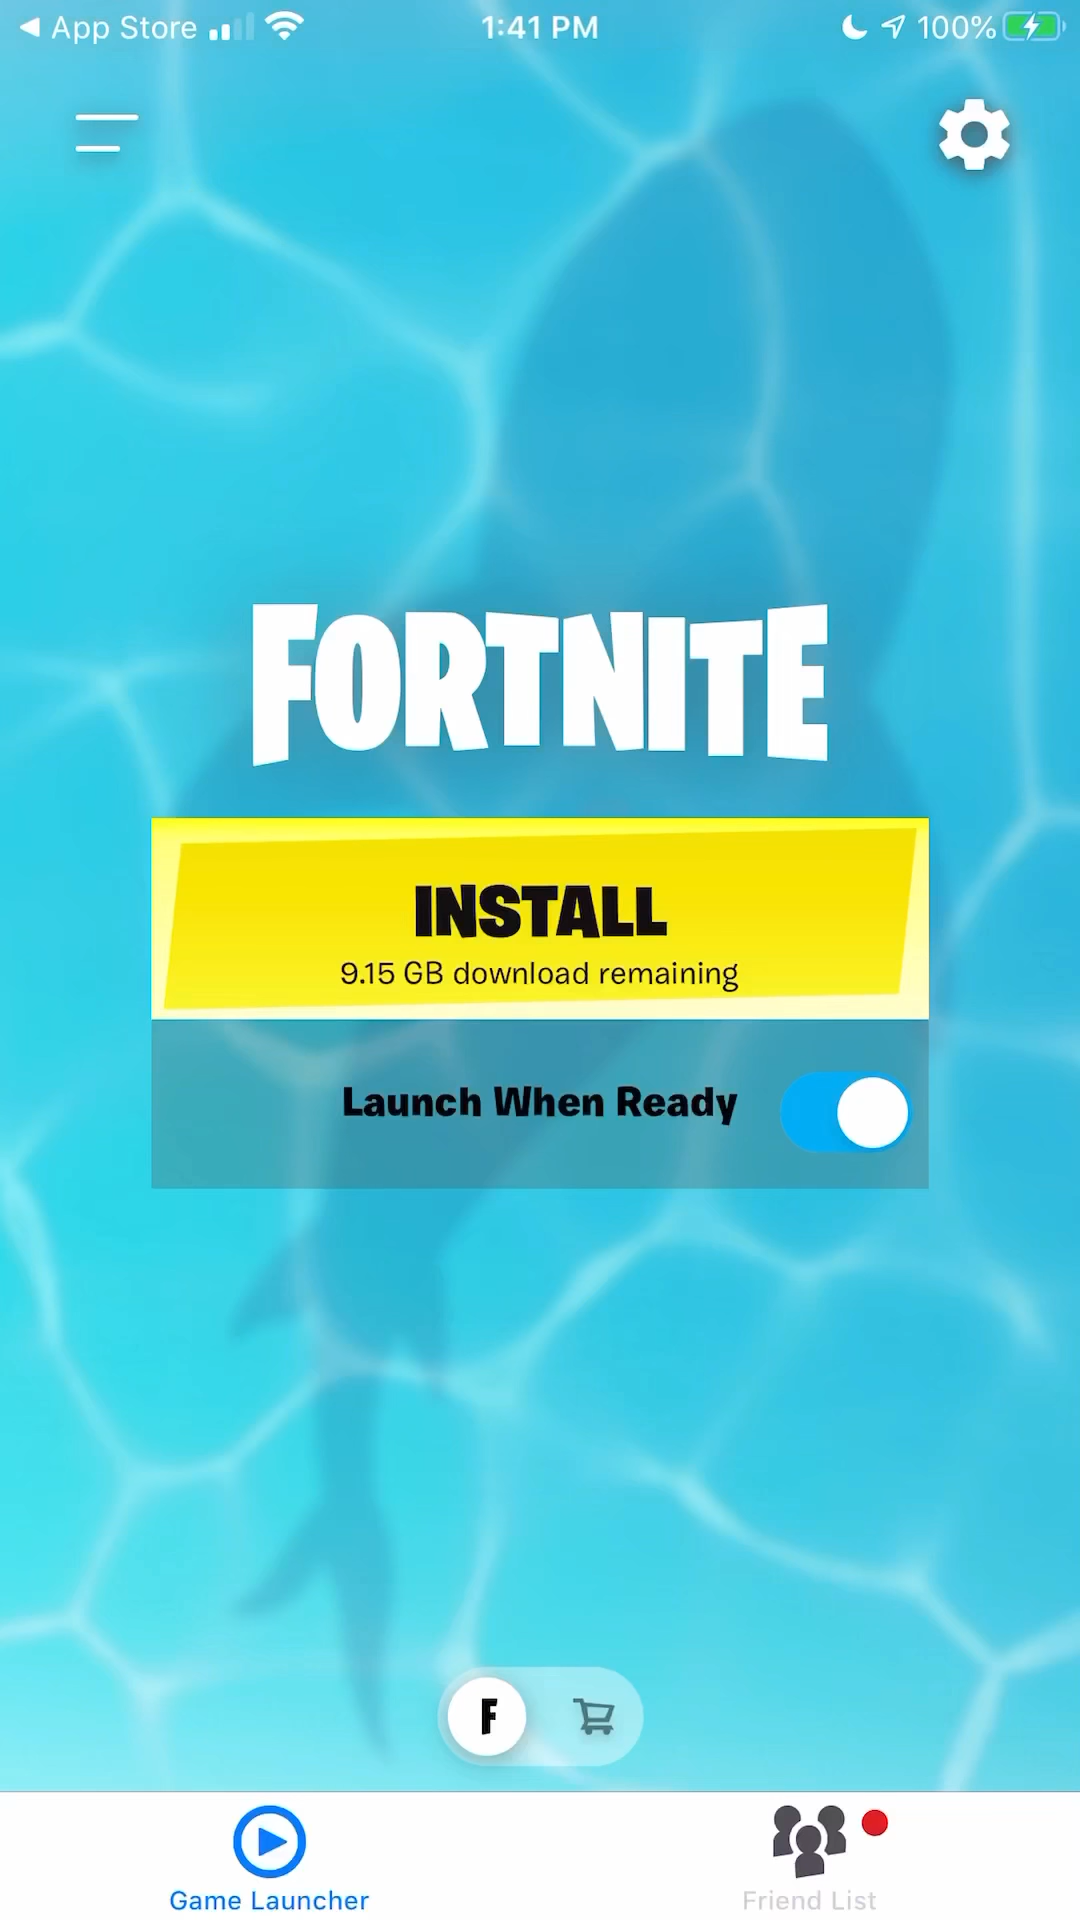 App Store
1:41 PM
100%
FORTNITE
INSTALL
9.15 GB download remaining
Launch When Ready
F
Game Launcher
Friend List